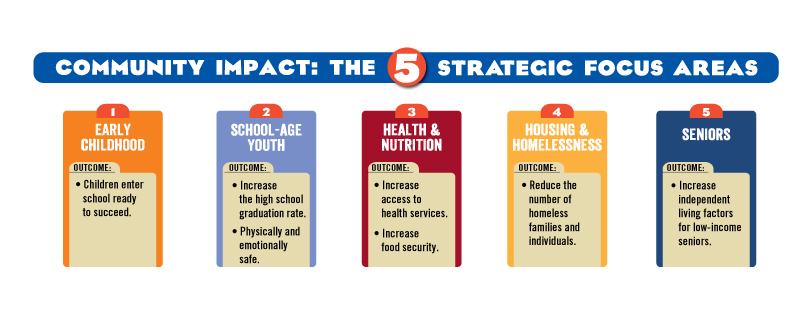 COMMUNITY IMPACT: THE 5 STRATEGIC FOCUS AREAS
1
EARLY
CHILDHOOD
OUTCOME:
• Children enter
school ready
to succeed.
2
SCHOOL-AGE
YOUTH
OUTCOME:
• Increase
the high school
graduation rate.
• Physically and
emotionally
safe.
3
HEALTH &
NUTRITION
OUTCOME:
• Increase
access to
health services.
• Increase
food security.
4
HOUSING &
HOMELESSNESS
OUTCOME:
• Reduce the
number of
homeless
families and
individuals.
5
SENIORS
OUTCOME:
• Increase
independent
living factors
for low-income
seniors.